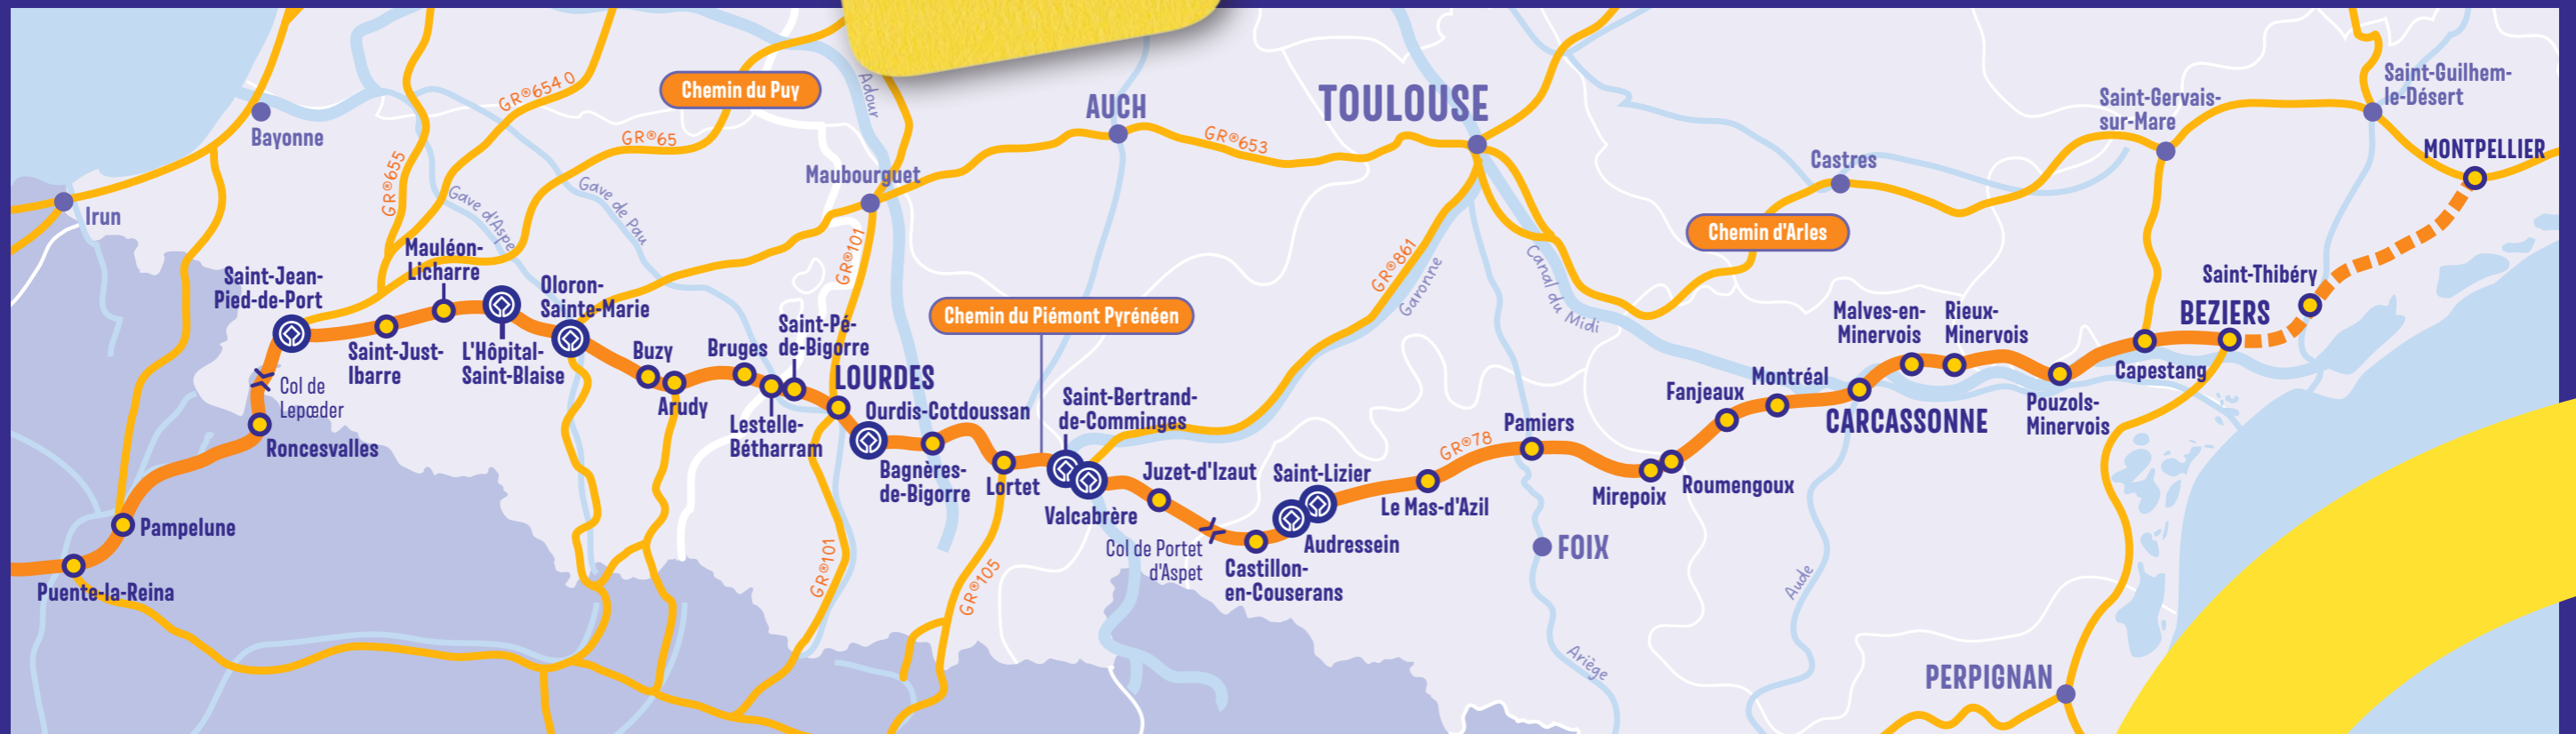 Bayonne
Irun
GR®655
GR®654 0
GR®65
Chemin du Puy
Gave d'Aspe
Gave de Pau
Adour
Maubourguet
AUCH
GR®653
TOULOUSE
GR®101
GR®861
Garonne
Canal du Midi
Castres
Chemin d'Arles
Saint-Gervais-
sur-Mare
Saint-Guilhem-
le-Désert
MONTPELLIER
Saint-Thibéry
BEZIERS
Capestang
Pouzols-
Minervois
Rieux-
Minervois
Malves-en-
Minervois
CARCASSONNE
Montréal
Fanjeaux
Roumengoux
Mirepoix
Pamiers
GR®78
Le Mas-d'Azil
Saint-Lizier
Audressein
Castillon-
en-Couserans
Col de Portet
d'Aspet
Juzet-d'Izaut
Valcabrère
Saint-Bertrand-
de-Comminges
Chemin du Piémont Pyrénéen
Lortet
Bagnères-
de-Bigorre
Ourdis-Cotdoussan
LOURDES
Saint-Pé-
de-Bigorre
Lestelle-
Bétharram
Bruges
Arudy
Buzy
Oloron-
Sainte-Marie
L'Hôpital-
Saint-Blaise
Mauléon-
Licharre
Saint-Just-
Ibarre
Saint-Jean-
Pied-de-Port
Col de
Lepœder
Roncesvalles
Pampelune
Puente-la-Reina
GR®101
GR®105
FOIX
Ariège
Aude
PERPIGNAN